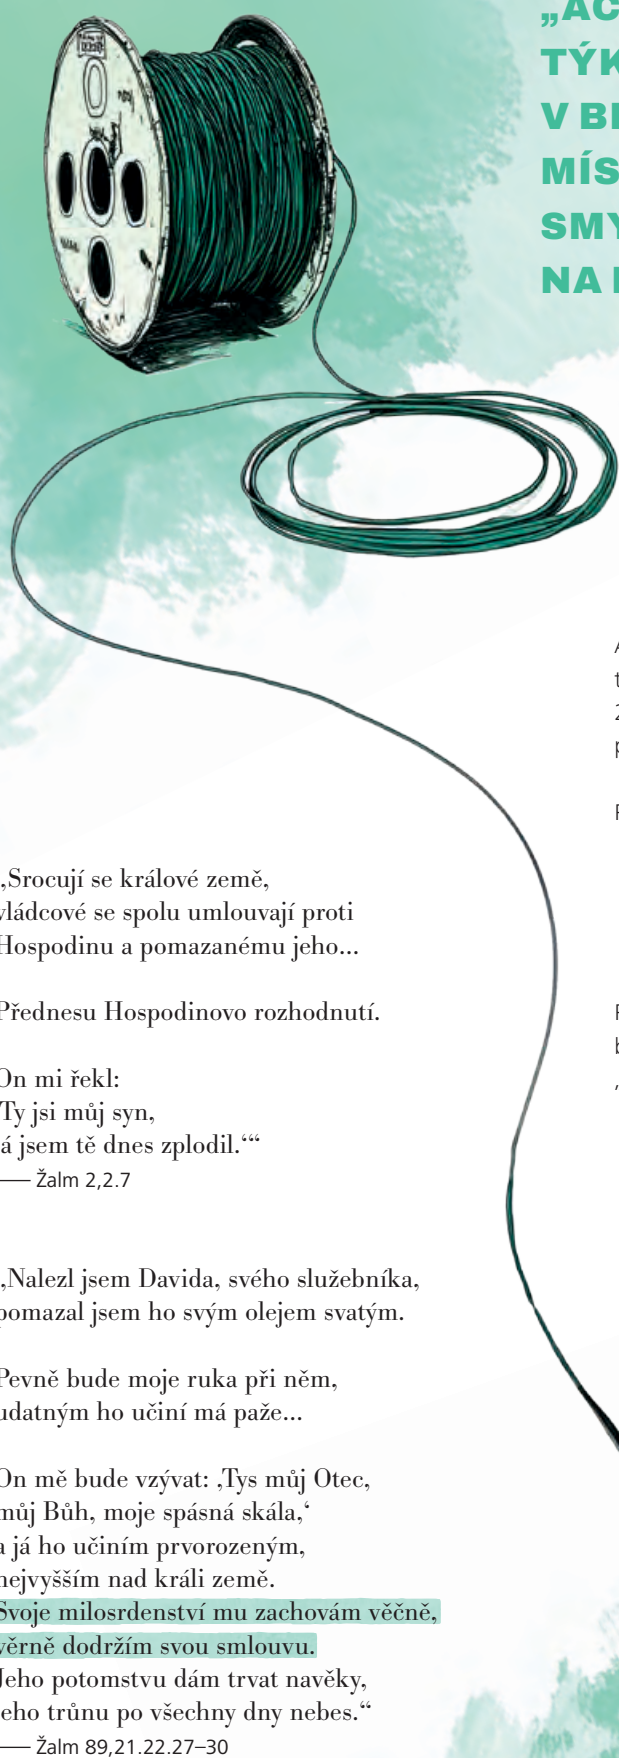 „AC
TÝK
V B
MÍS
SMY
NA
‚Srocují se králové země,
vládcové se spolu umlouvají proti
Hospodinu a pomazanému jeho...
Přednesu Hospodinovo rozhodnutí.
On mi řekl:
Ty jsi můj syn,
á jsem tě dnes zplodil.‘“
— Žalm 2,2.7
‚Nalezl jsem Davida, svého služebníka,
pomazal jsem ho svým olejem svatým.
Pevně bude moje ruka při něm,
udatným ho učiní má paže...
On mě bude vzývat: ‚Tys můj Otec,
můj Bůh, moje spásná skála,‘
a já ho učiním prvorozeným,
nejvyšším nad králi země.
Svoje milosrdenství mu zachovám věčně,
věrně dodržím svou smlouvu.
Jeho potomstvu dám trvat navěky,
jeho trůnu po všechny dny nebes.“
— Žalm 89,21.22.27–30